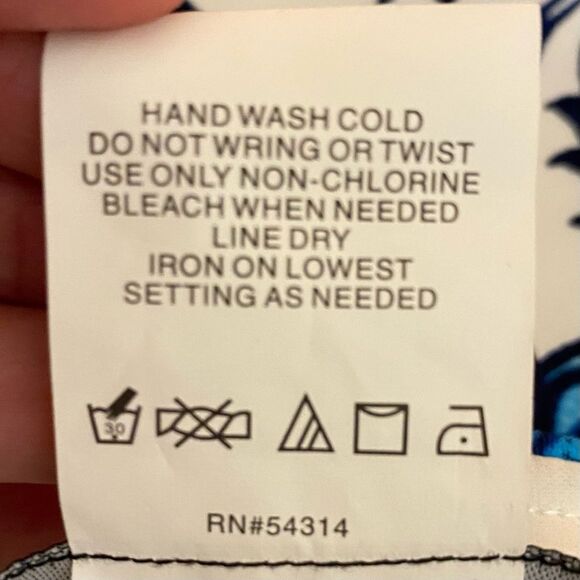 HAND WASH COLD
DO NOT WRING OR TWIST
USE ONLY NON-CHLORINE
BLEACH WHEN NEEDED
LINE DRY
IRON ON LOWEST
SETTING AS NEEDED
30
RN#54314